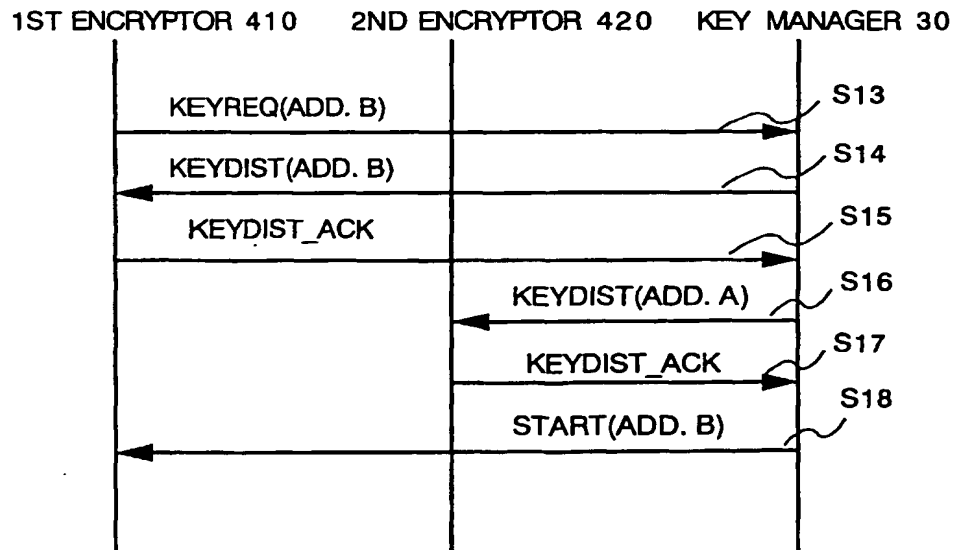 1ST ENCRYPTOR 410 2ND ENCRYPTOR 420 KEY MANAGER 30
KEYREQ(ADD. B)
S13
KEYDIST(ADD. B)
S14
KEYDIST_ACK
S15
KEYDIST(ADD. A)
S16
KEYDIST_ACK
S17
START(ADD. B)
S18